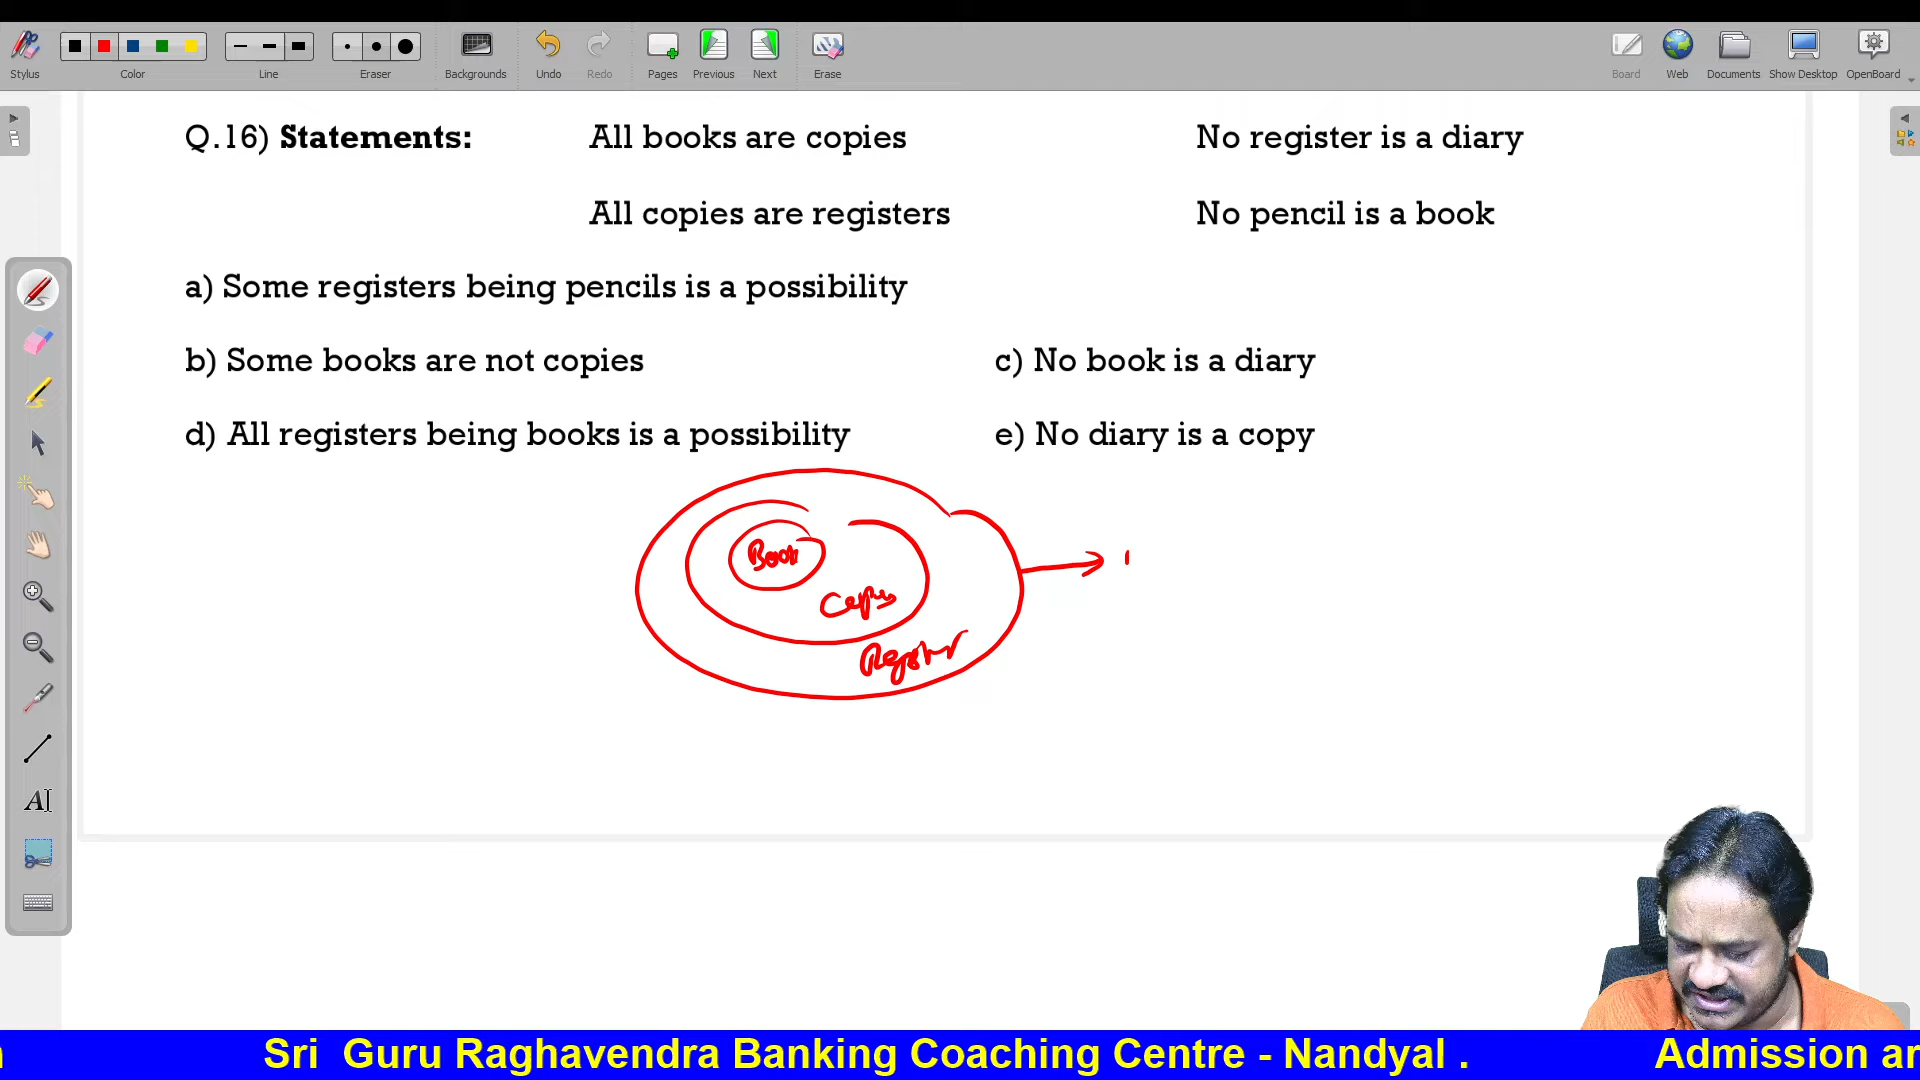 Stylus Color Line Eraser Backgrounds Undo Redo Pages Previous Next Erase Board Web Documents Show Desktop OpenBoard
Q.16) Statements: All books are copies No register is a diary
All copies are registers No pencil is a book
a) Some registers being pencils is a possibility
b) Some books are not copies c) No book is a diary
d) All registers being books is a possibility e) No diary is a copy
Book
Copies
Register
Sri Guru Raghavendra Banking Coaching Centre - Nandyal . Admission ar